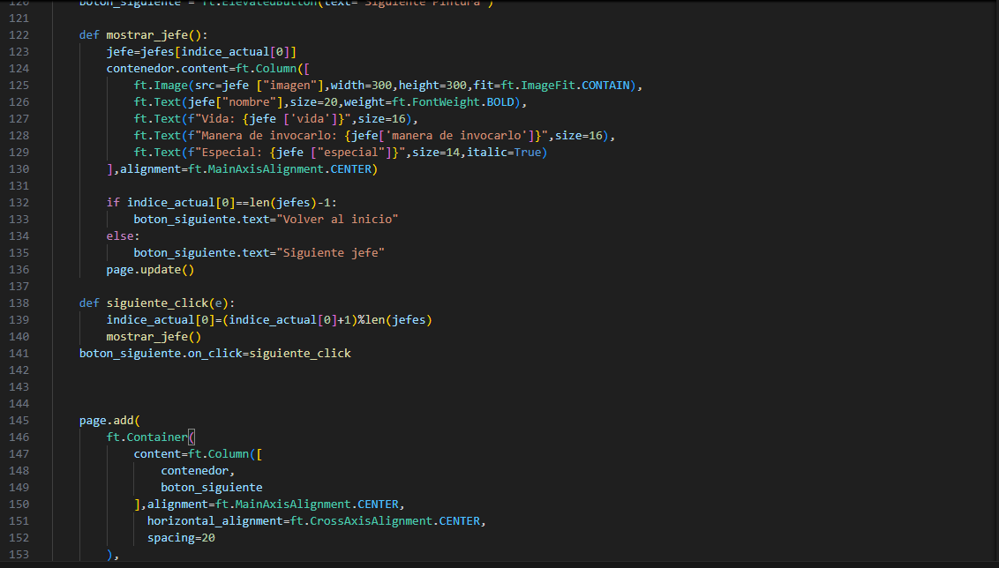 120 boton_siguiente = ft.ElevatedButton(text="Siguiente Pintura")
121
122 def mostrar_jefe():
123 jefe=jefes[indice_actual[0]]
124 contenedor.content=ft.Column([
125 ft.Image(src=jefe ["imagen"],width=300,height=300,fit=ft.ImageFit.CONTAIN),
126 ft.Text(jefe["nombre"],size=20,weight=ft.FontWeight.BOLD),
127 ft.Text(f"Vida: {jefe ['vida']}",size=16),
128 ft.Text(f"Manera de invocarlo: {jefe['manera de invocarlo']}",size=16),
129 ft.Text(f"Especial: {jefe ["especial"]}",size=14,italic=True)
130 ],alignment=ft.MainAxisAlignment.CENTER)
131
132 if indice_actual[0]==len(jefes)-1:
133 boton_siguiente.text="Volver al inicio"
134 else:
135 boton_siguiente.text="Siguiente jefe"
136 page.update()
137
138 def siguiente_click(e):
139 indice_actual[0]=(indice_actual[0]+1)%len(jefes)
140 mostrar_jefe()
141 boton_siguiente.on_click=siguiente_click
142
143
144
145 page.add(
146 ft.Container(
147 content=ft.Column([
148 contenedor,
149 boton_siguiente
150 ],alignment=ft.MainAxisAlignment.CENTER,
151 horizontal_alignment=ft.CrossAxisAlignment.CENTER,
152 spacing=20
153 ),